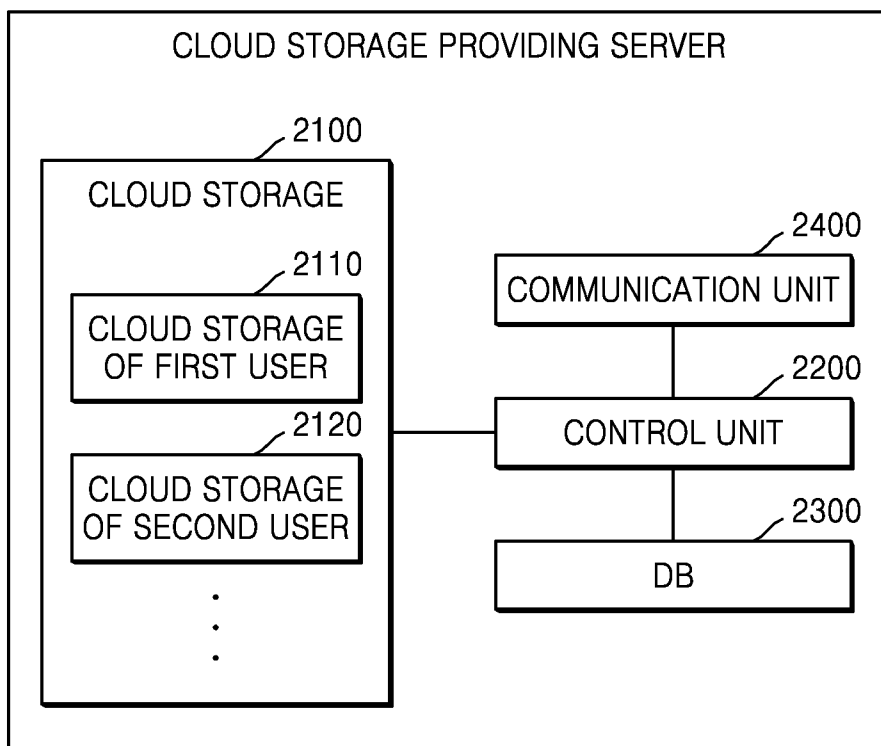 CLOUD STORAGE PROVIDING SERVER
2100
CLOUD STORAGE
2110
CLOUD STORAGE
OF FIRST USER
2120
CLOUD STORAGE
OF SECOND USER
2400
COMMUNICATION UNIT
2200
CONTROL UNIT
2300
DB